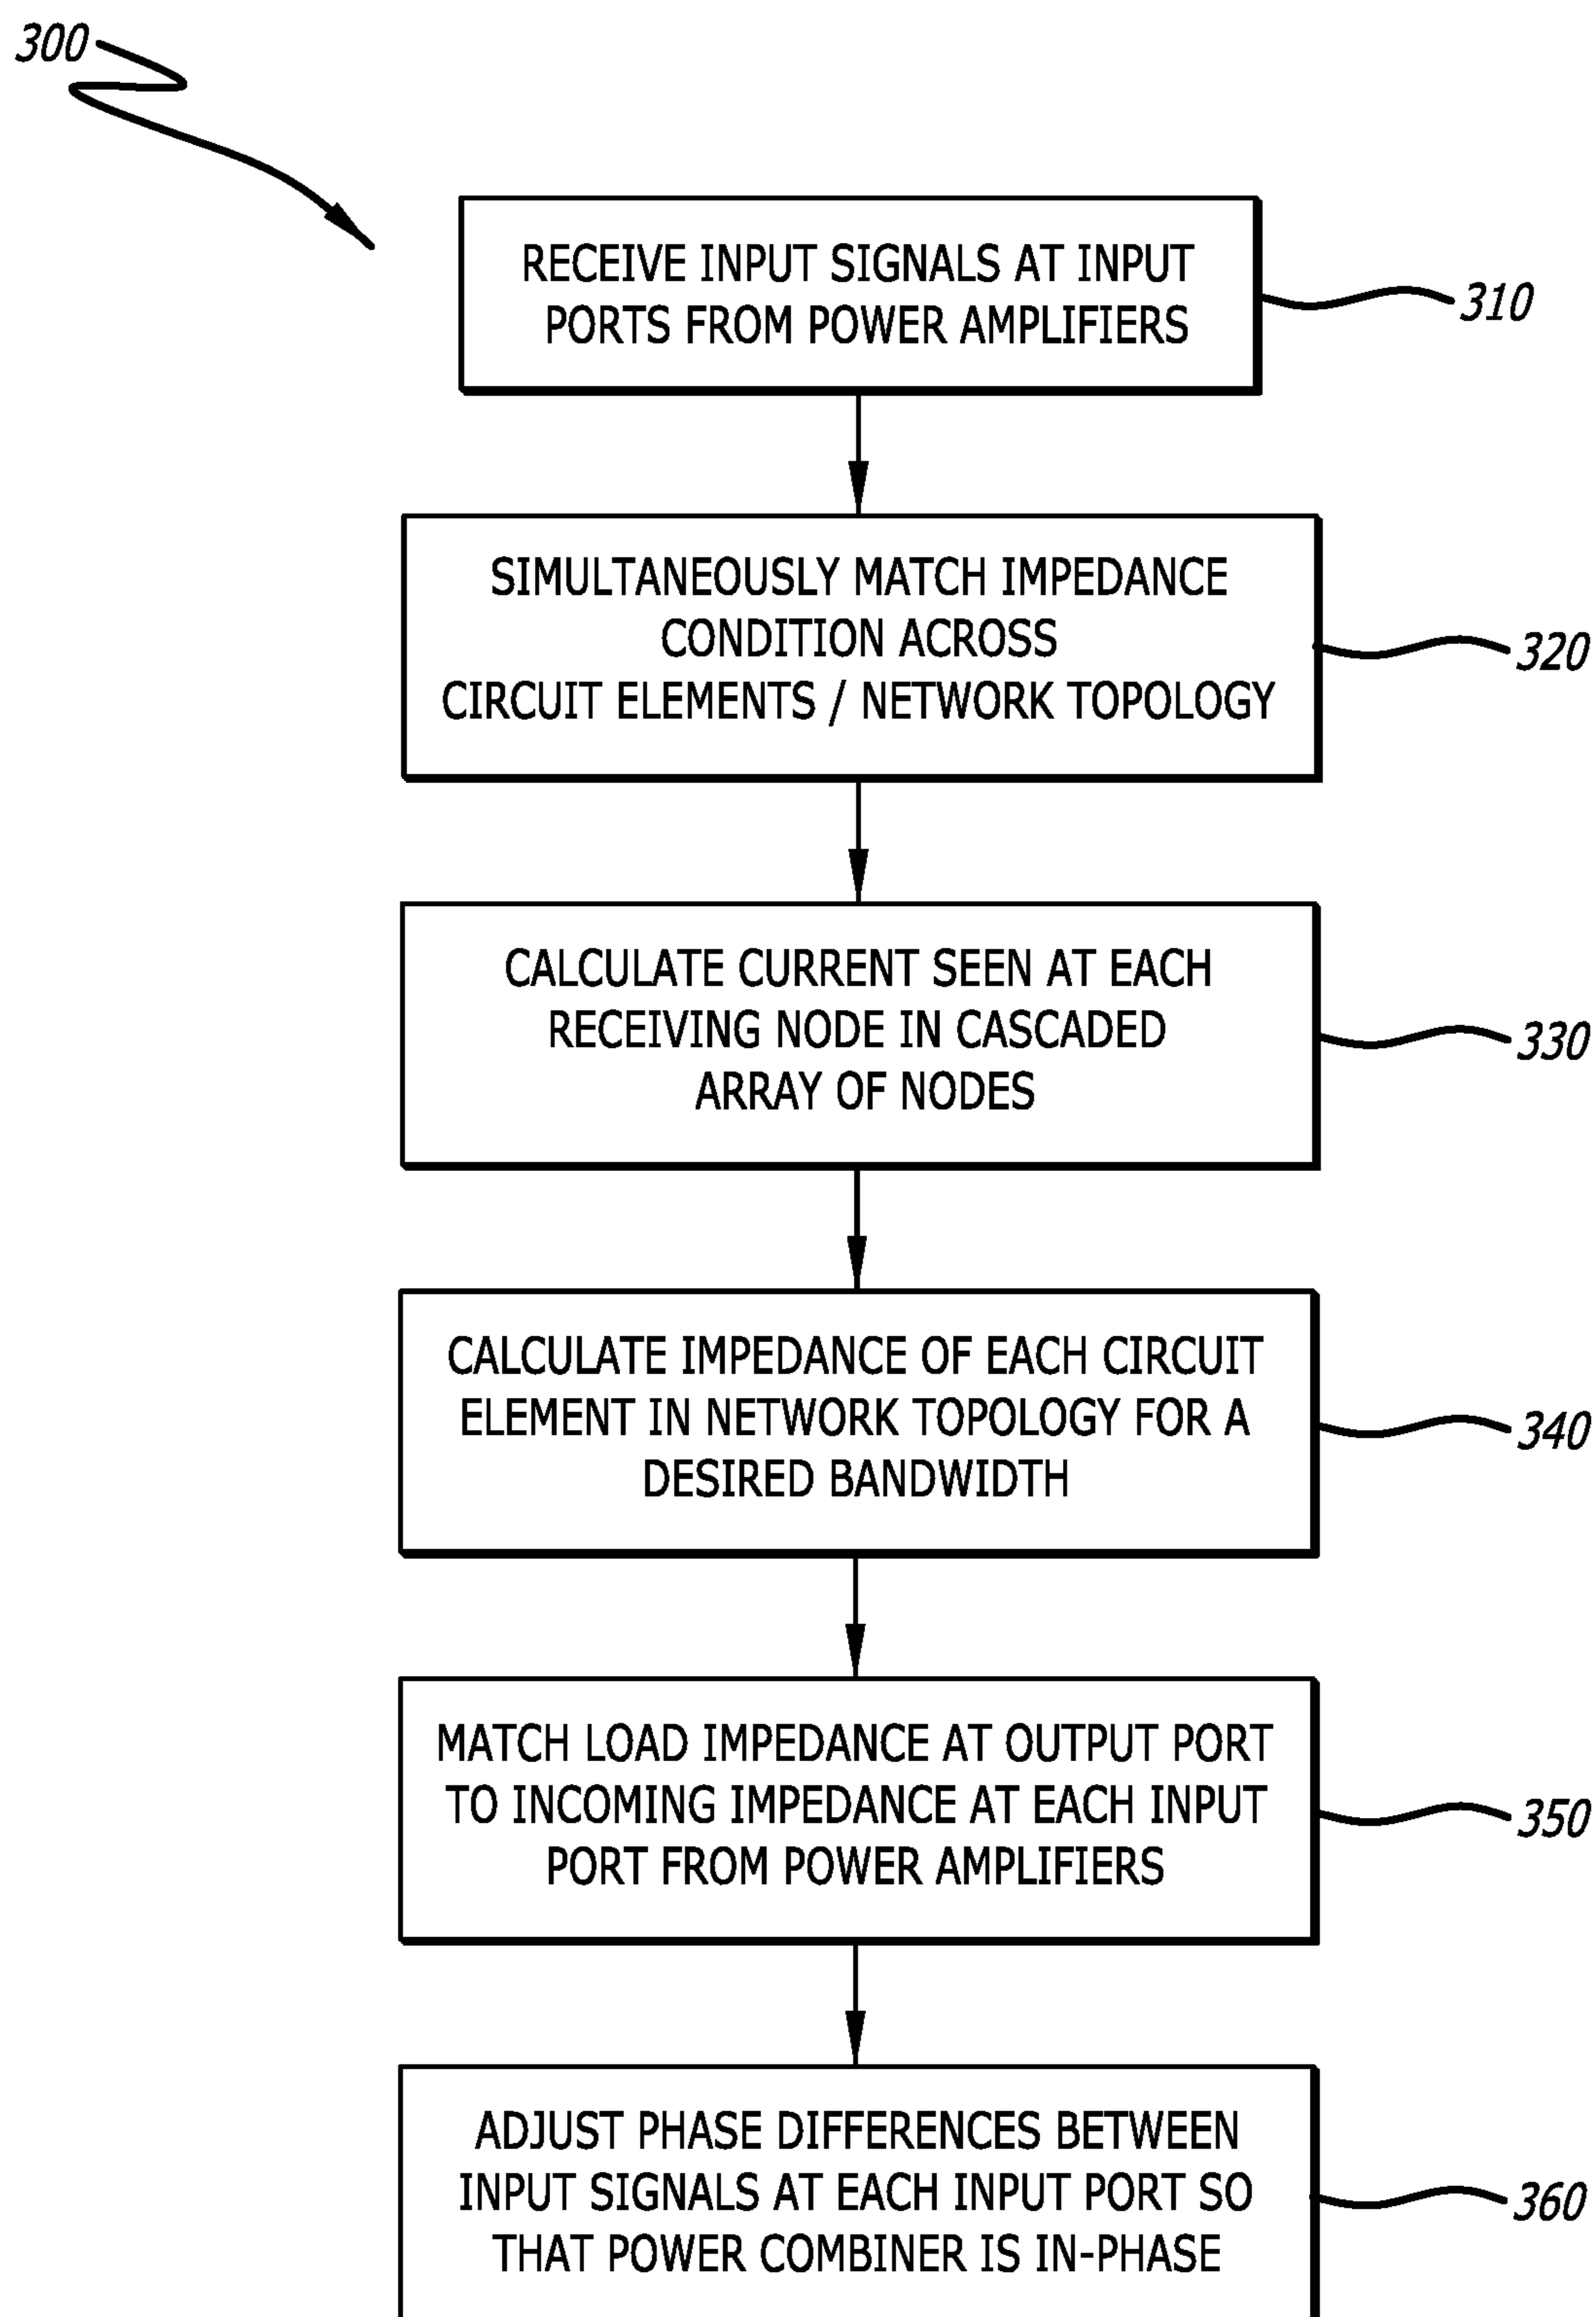 300
RECEIVE INPUT SIGNALS AT INPUT
PORTS FROM POWER AMPLIFIERS
310
SIMULTANEOUSLY MATCH IMPEDANCE
CONDITION ACROSS
CIRCUIT ELEMENTS / NETWORK TOPOLOGY
320
CALCULATE CURRENT SEEN AT EACH
RECEIVING NODE IN CASCADED
ARRAY OF NODES
330
CALCULATE IMPEDANCE OF EACH CIRCUIT
ELEMENT IN NETWORK TOPOLOGY FOR A
DESIRED BANDWIDTH
340
MATCH LOAD IMPEDANCE AT OUTPUT PORT
TO INCOMING IMPEDANCE AT EACH INPUT
PORT FROM POWER AMPLIFIERS
350
ADJUST PHASE DIFFERENCES BETWEEN
INPUT SIGNALS AT EACH INPUT PORT SO
THAT POWER COMBINER IS IN-PHASE
360